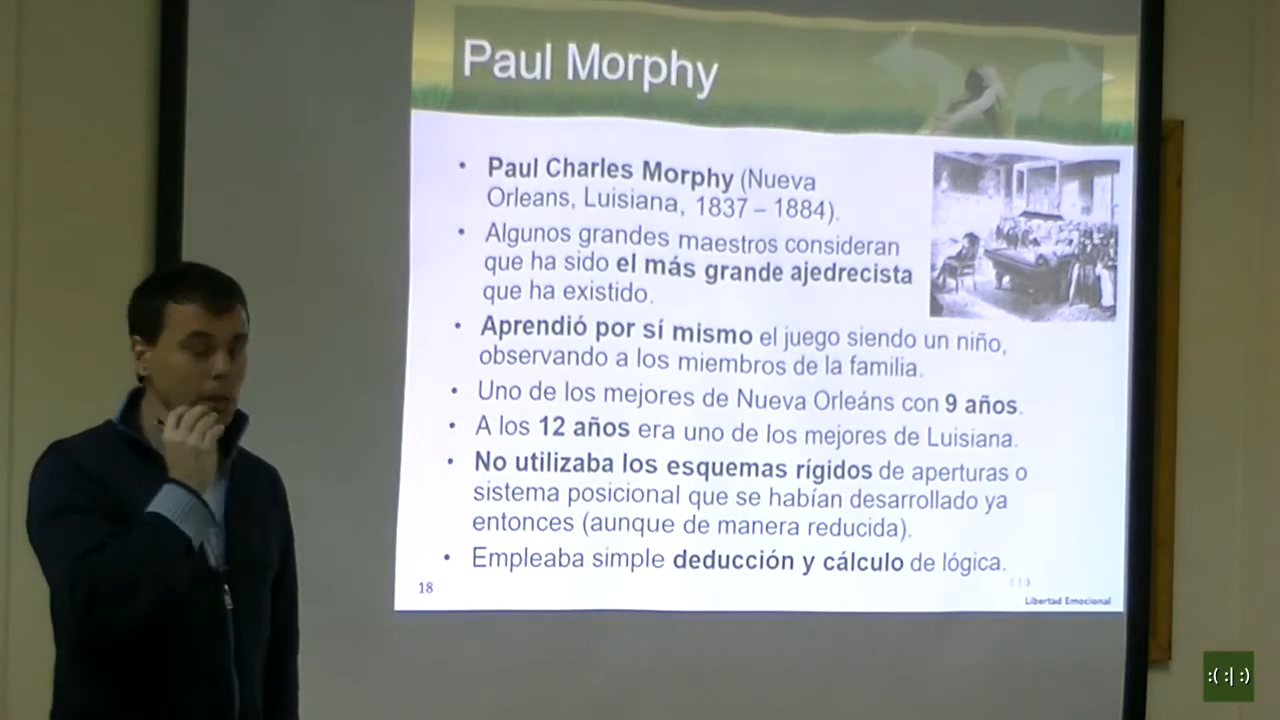 Paul Morphy
• Paul Charles Morphy (Nueva
Orleans, Luisiana, 1837 – 1884).
• Algunos grandes maestros consideran
que ha sido el más grande ajedrecista
que ha existido.
• Aprendió por sí mismo el juego siendo un niño,
observando a los miembros de la familia.
• Uno de los mejores de Nueva Orleáns con 9 años.
• A los 12 años era uno de los mejores de Luisiana.
• No utilizaba los esquemas rígidos de aperturas o
sistema posicional que se habían desarrollado ya
entonces (aunque de manera reducida).
• Empleaba simple deducción y cálculo de lógica.
18
Libertad Emocional
:( :| :)